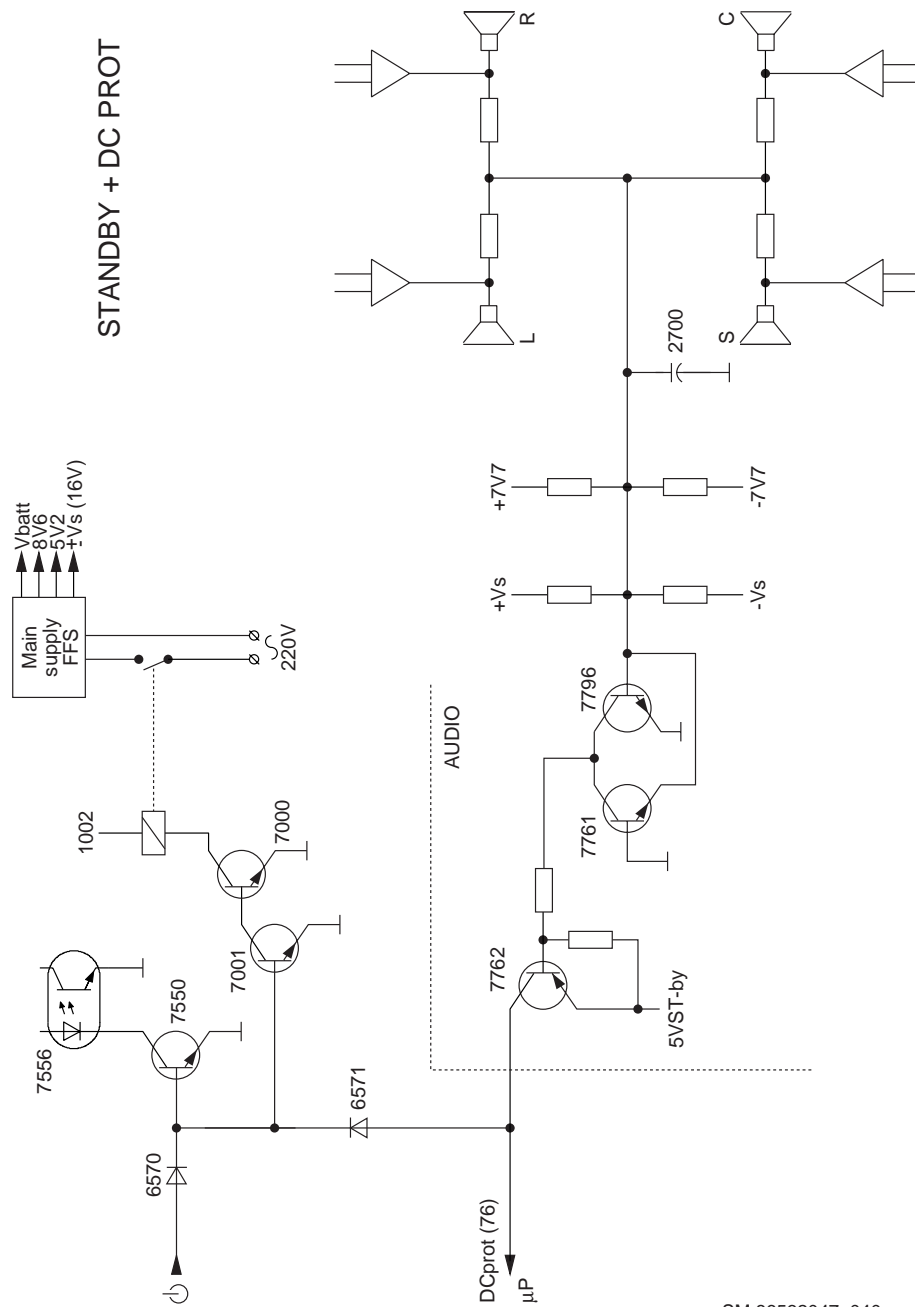 STANDBY + DC PROT
R
C
L
S
2700
+7V7
-7V7
+Vs
-Vs
Vbatt
8V6
5V2
+Vs (16V)
-
Main
supply
FFS
220V
AUDIO
7796
7761
1002
7000
7001
7762
5VST-by
7550
7556
6571
6570
DCprot (76)
µP